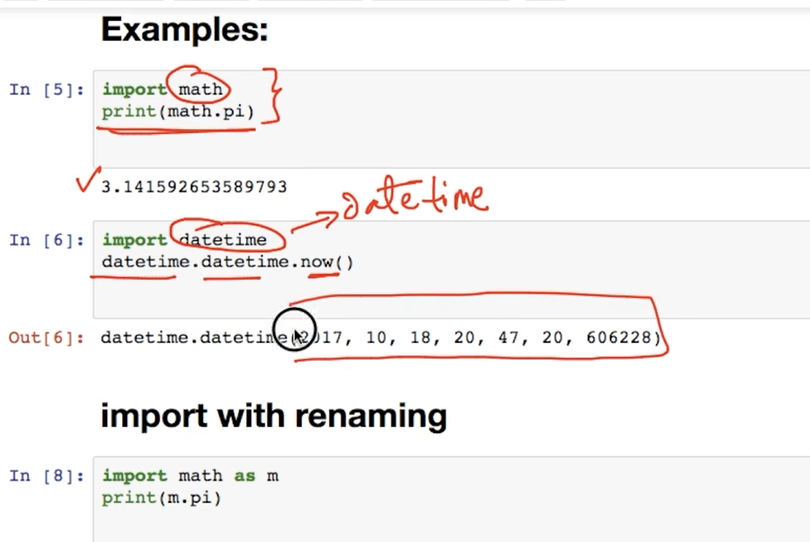 Examples:
In [5]: import math
print(math.pi)
3.141592653589793
datetime
In [6]: import datetime
datetime.datetime.now()
Out[6]: datetime.datetime(2017, 10, 18, 20, 47, 20, 606228)
import with renaming
In [8]: import math as m
print(m.pi)